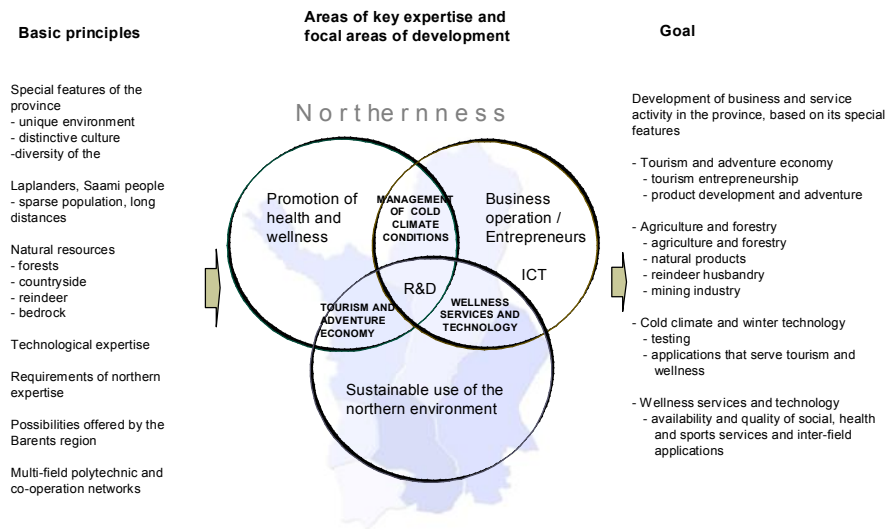 Basic principles
Special features of the
province
- unique environment
- distinctive culture
-diversity of the
Laplanders, Saami people
- sparse population, long
distances
Natural resources
- forests
- countryside
- reindeer
- bedrock
Technological expertise
Requirements of northern
expertise
Possibilities offered by the
Barents region
Multi-field polytechnic and
co-operation networks
Areas of key expertise and
focal areas of development
Northernness
Promotion of
health and
wellness
MANAGEMENT
OF COLD
CLIMATE
CONDITIONS
Business
operation /
Entrepreneurs
ICT
R&D
TOURISM AND
ADVENTURE
ECONOMY
WELLNESS
SERVICES AND
TECHNOLOGY
Sustainable use of the
northern environment
Goal
Development of business and service
activity in the province, based on its special
features
- Tourism and adventure economy
- tourism entrepreneurship
- product development and adventure
- Agriculture and forestry
- agriculture and forestry
- natural products
- reindeer husbandry
- mining industry
- Cold climate and winter technology
- testing
- applications that serve tourism and
wellness
- Wellness services and technology
- availability and quality of social, health
and sports services and inter-field
applications